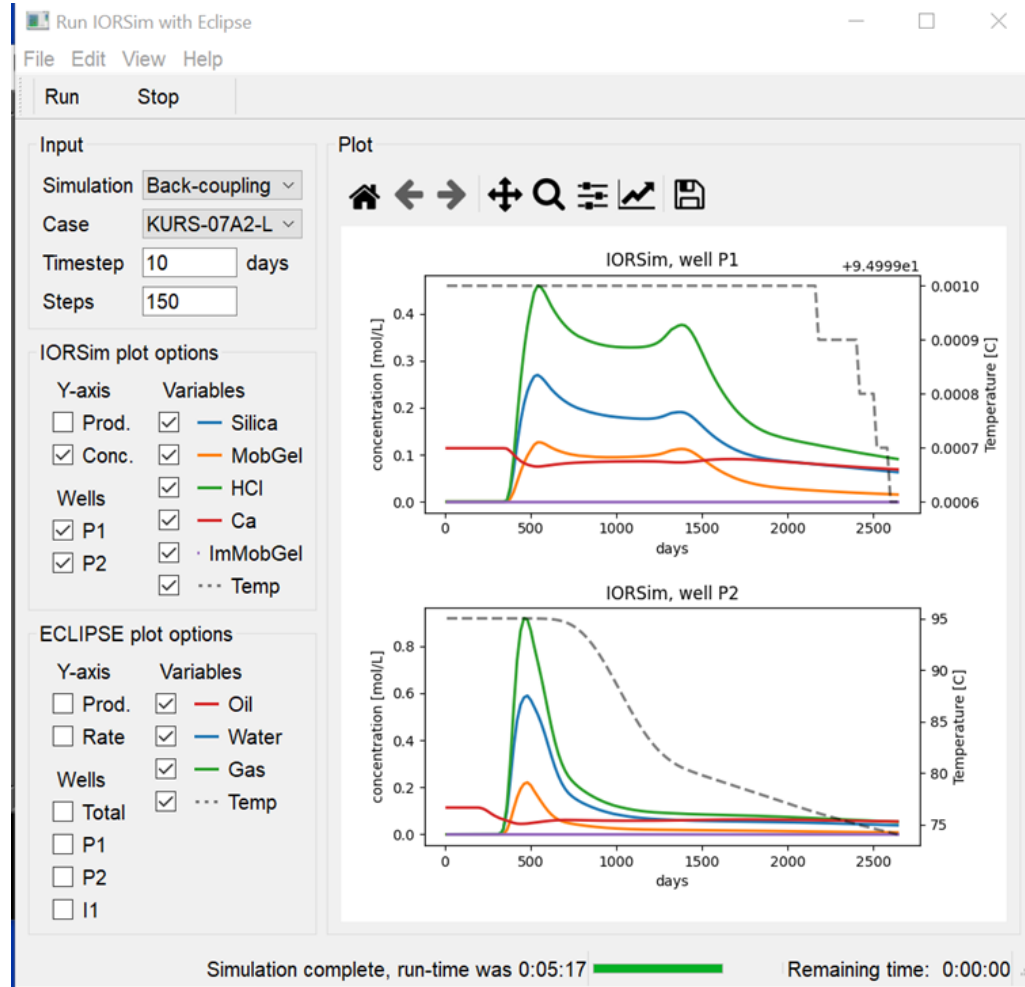 Run IORSim with Eclipse
File Edit View Help
Run Stop
Input
Simulation Back-coupling
Case KURS-07A2-L
Timestep 10 days
Steps 150
IORSim plot options
Y-axis Variables
Prod. Silica
Conc. MobGel
HCl
Wells
Ca
P1
ImMobGel
P2
Temp
ECLIPSE plot options
Y-axis Variables
Prod. Oil
Rate Water
Gas
Wells
Temp
Total
P1
P2
I1
Plot
IORSim, well P1
+9.4999e1
0.4
0.3
0.2
0.1
0.0
concentration [mol/L]
0.0010
0.0009
0.0008
0.0007
0.0006
Temperature [C]
0 500 1000 1500 2000 2500
days
IORSim, well P2
0.8
0.6
0.4
0.2
0.0
concentration [mol/L]
95
90
85
80
75
Temperature [C]
0 500 1000 1500 2000 2500
days
Simulation complete, run-time was 0:05:17 Remaining time: 0:00:00